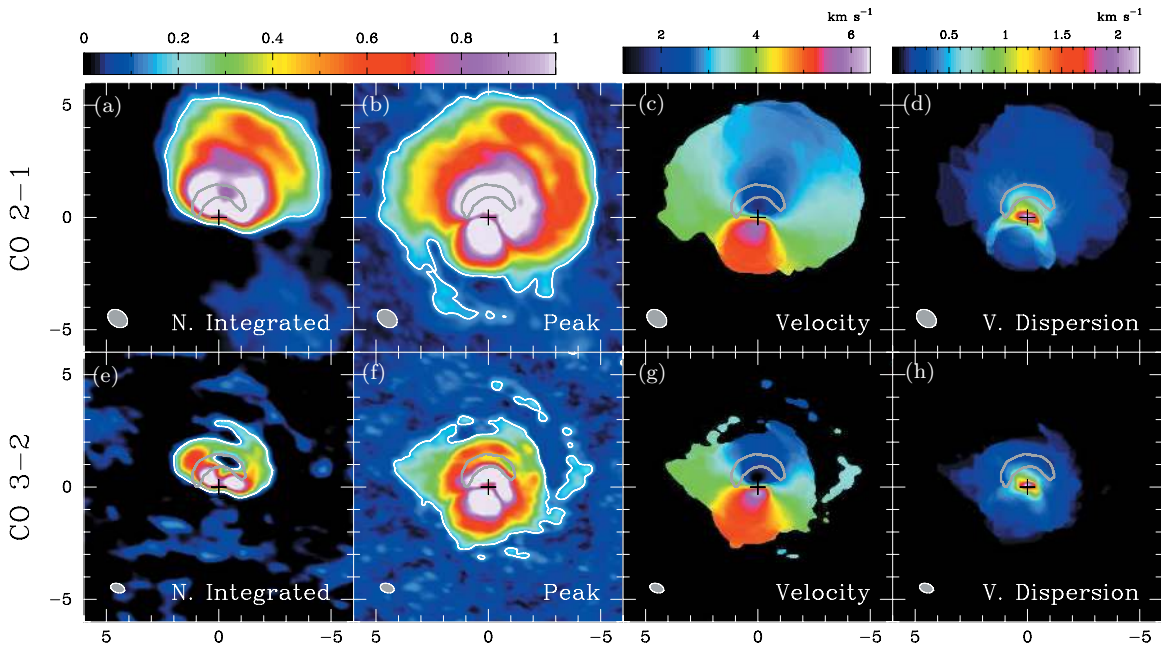 km s⁻¹ km s⁻¹
0 0.2 0.4 0.6 0.8 1 2 4 6 0.5 1 1.5 2
5 (a) (b) (c) (d)
CO 2-1
0
-5 N. Integrated Peak Velocity V. Dispersion
5 (e) (f) (g) (h)
CO 3-2
0
-5 N. Integrated Peak Velocity V. Dispersion
5 0 5 0 -5 5 0 5 0 -5